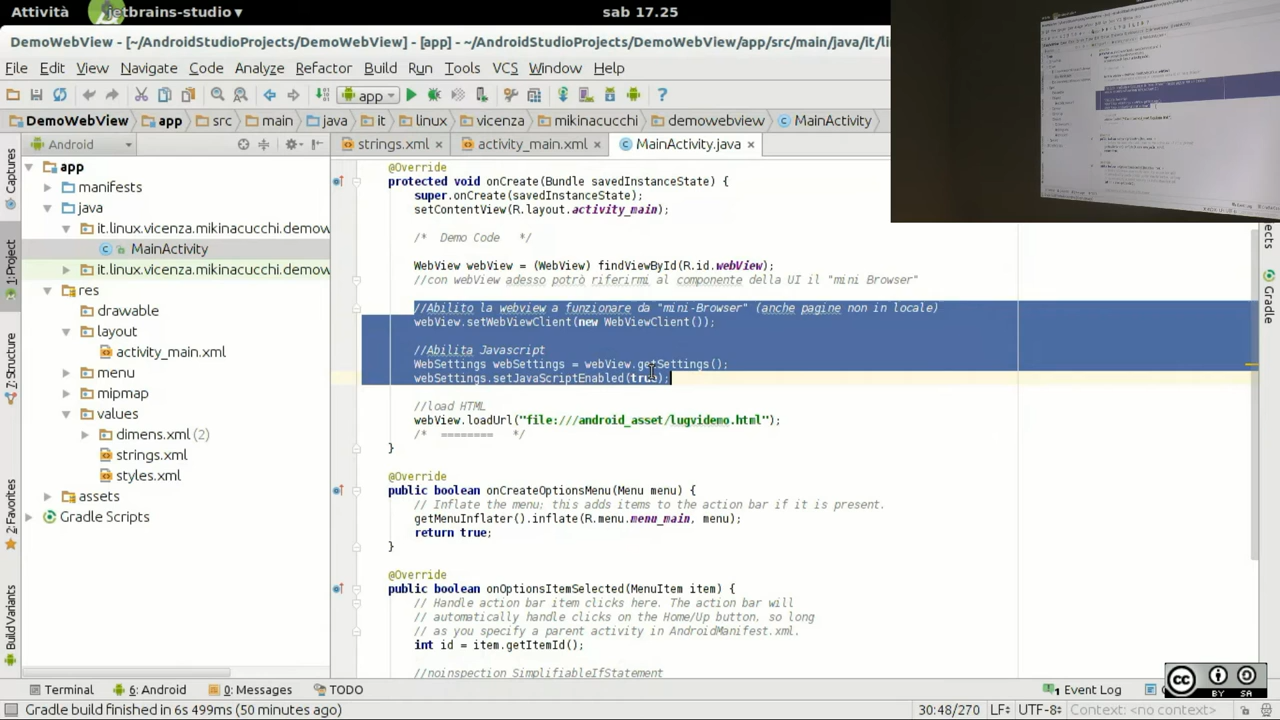 Attività jetbrains-studio ▾ sab 17.25
DemoWebView - [~/AndroidStudioProjects/DemoWebView] - [app] - ~/AndroidStudioProjects/DemoWebView/app/src/main/java/it/li
File Edit View Navigate Code Refactor Build Run Tools VCS Window Help
app
DemoWebView app src main java it linux vicenza mikinacucchi demowebview MainActivity
Android activity_main.xml × MainActivity.java ×
app
manifests
java
it.linux.vicenza.mikinacucchi.demow
MainActivity
it.linux.vicenza.mikinacucchi.demow
res
drawable
layout
activity_main.xml
menu
mipmap
values
dimens.xml (2)
strings.xml
styles.xml
assets
Gradle Scripts
1: Project
Z: Structure
2: Favorites
Build Variants
Gradle
@Override
protected void onCreate(Bundle savedInstanceState) {
super.onCreate(savedInstanceState);
setContentView(R.layout.activity_main);
/* Demo Code */
WebView webView = (WebView) findViewById(R.id.webView);
//con webView adesso potrò riferirmi al componente della UI il "mini Browser"
//Abilito la webview a funzionare da "mini-Browser" (anche pagine non in locale)
webView.setWebViewClient(new WebViewClient());
//Abilita Javascript
WebSettings webSettings = webView.getSettings();
webSettings.setJavaScriptEnabled(true);
//load HTML
webView.loadUrl("file:///android_asset/lugvidemo.html");
/* ======== */
}
@Override
public boolean onCreateOptionsMenu(Menu menu) {
// Inflate the menu; this adds items to the action bar if it is present.
getMenuInflater().inflate(R.menu.menu_main, menu);
return true;
}
@Override
public boolean onOptionsItemSelected(MenuItem item) {
// Handle action bar item clicks here. The action bar will
// automatically handle clicks on the Home/Up button, so long
// as you specify a parent activity in AndroidManifest.xml.
int id = item.getItemId();
//noinspection SimplifiableIfStatement
Terminal 6: Android 0: Messages TODO 1 Event Log
Gradle build finished in 6s 499ms (50 minutes ago) 30:48/270 LF÷ UTF-8÷ Context: <no context>
cc BY SA